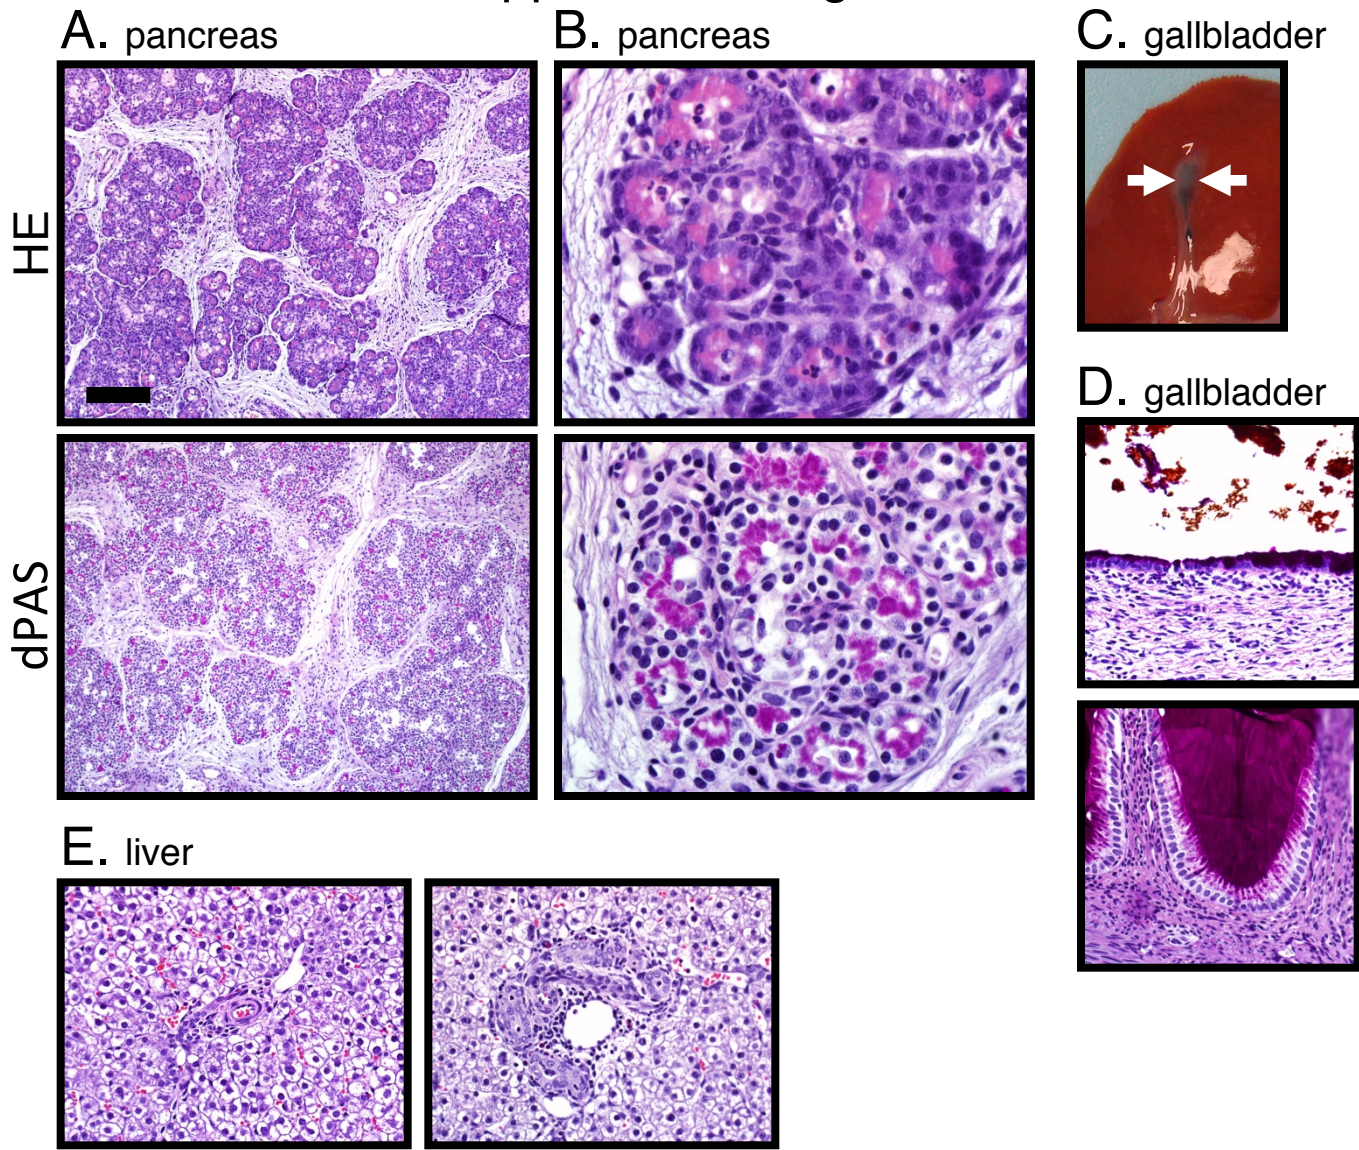 A. pancreas
B. pancreas
C. gallbladder
HE
D. gallbladder
dPAS
E. liver